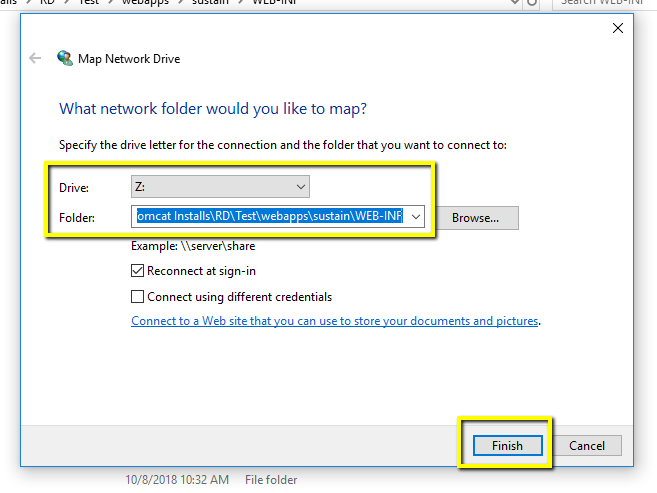 RD > Test > webapps > sustain > WEB-INF
Search WEB-INF
Map Network Drive
What network folder would you like to map?
Specify the drive letter for the connection and the folder that you want to connect to:
Drive: Z:
Folder: omcat Installs\RD\Test\webapps\sustain\WEB-INF Browse...
Example: \\server\share
Reconnect at sign-in
Connect using different credentials
Connect to a Web site that you can use to store your documents and pictures.
Finish Cancel
10/8/2018 10:32 AM File folder